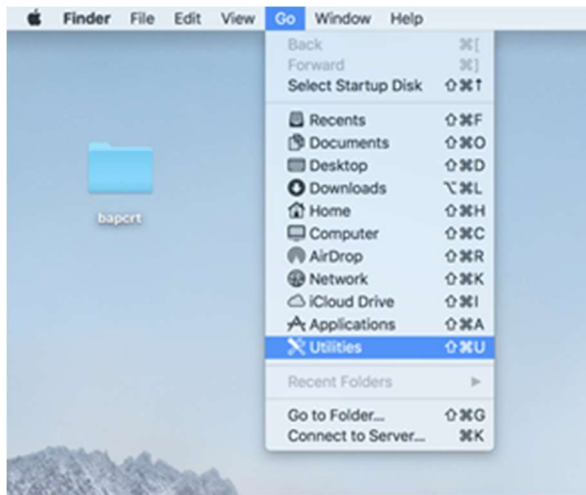 Finder File Edit View Go Window Help
Back ⌘[
Forward ⌘]
Select Startup Disk ⇧⌘↑
Recents ⇧⌘F
Documents ⇧⌘O
Desktop ⇧⌘D
Downloads ⌥⌘L
Home ⇧⌘H
Computer ⇧⌘C
AirDrop ⇧⌘R
Network ⇧⌘K
iCloud Drive ⇧⌘I
Applications ⇧⌘A
Utilities ⇧⌘U
Recent Folders
Go to Folder... ⇧⌘G
Connect to Server... ⌘K
bapcrt